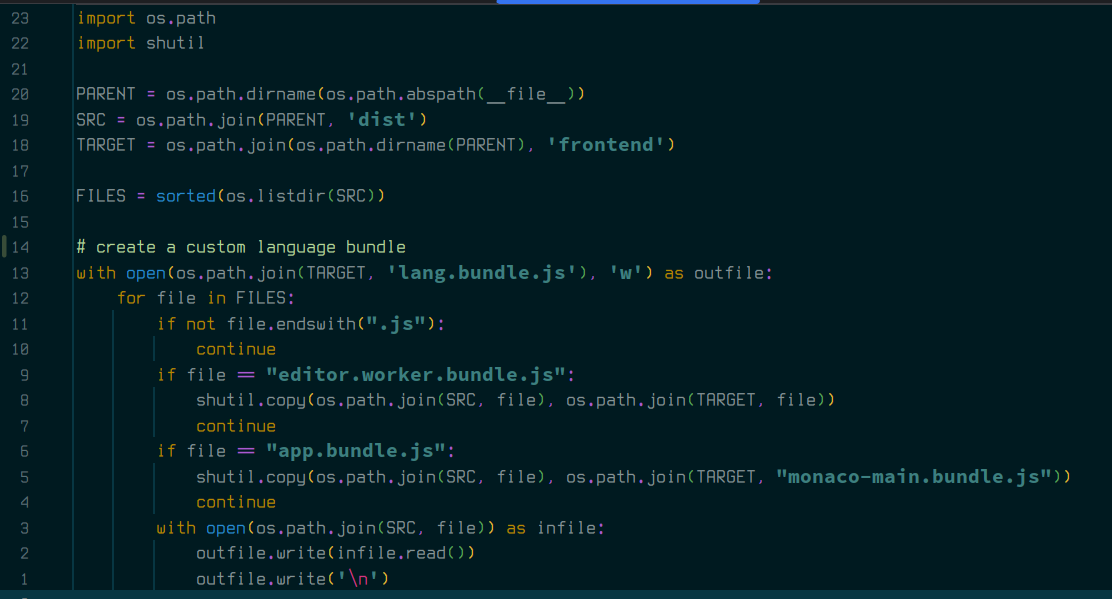 23 import os.path
22 import shutil
21
20 PARENT = os.path.dirname(os.path.abspath(__file__))
19 SRC = os.path.join(PARENT, 'dist')
18 TARGET = os.path.join(os.path.dirname(PARENT), 'frontend')
17
16 FILES = sorted(os.listdir(SRC))
15
14 # create a custom language bundle
13 with open(os.path.join(TARGET, 'lang.bundle.js'), 'w') as outfile:
12     for file in FILES:
11         if not file.endswith(".js"):
10             continue
9         if file == "editor.worker.bundle.js":
8             shutil.copy(os.path.join(SRC, file), os.path.join(TARGET, file))
7             continue
6         if file == "app.bundle.js":
5             shutil.copy(os.path.join(SRC, file), os.path.join(TARGET, "monaco-main.bundle.js"))
4             continue
3         with open(os.path.join(SRC, file)) as infile:
2             outfile.write(infile.read())
1             outfile.write('\n')